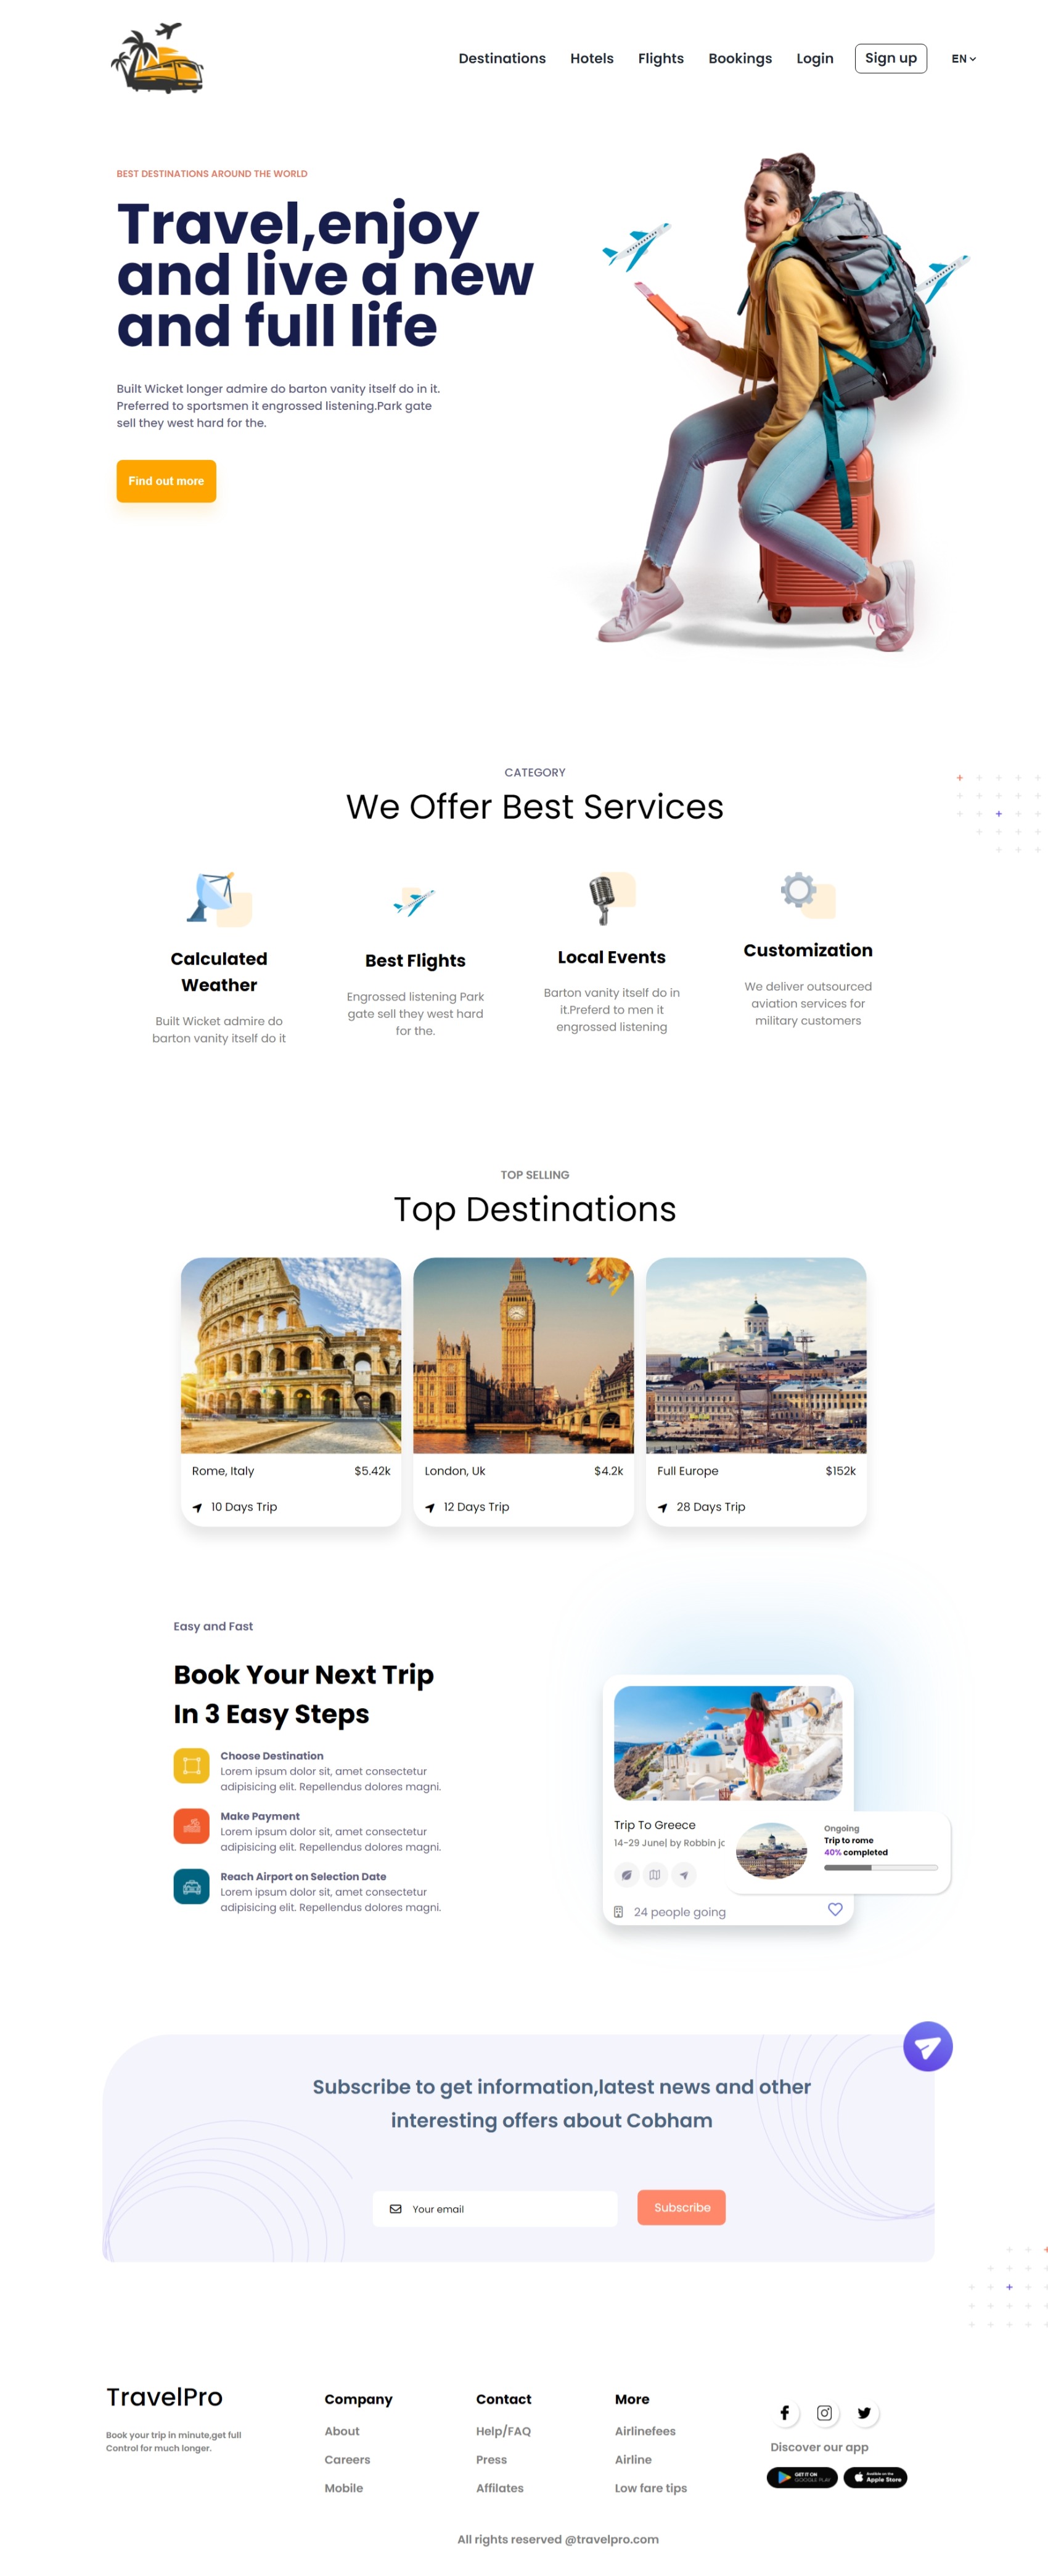 Destinations
Hotels
Flights
Bookings
Login
Sign up
EN
BEST DESTINATIONS AROUND THE WORLD
Travel,enjoy
and live a new
and full life
Built Wicket longer admire do barton vanity itself do in it.
Preferred to sportsmen it engrossed listening.Park gate
sell they west hard for the.
Find out more
CATEGORY
We Offer Best Services
Calculated
Weather
Built Wicket admire do
barton vanity itself do it
Best Flights
Engrossed listening Park
gate sell they west hard
for the.
Local Events
Barton vanity itself do in
it.Preferd to men it
engrossed listening
Customization
We deliver outsourced
aviation services for
military customers
TOP SELLING
Top Destinations
Rome, Italy
$5.42k
10 Days Trip
London, Uk
$4.2k
12 Days Trip
Full Europe
$152k
28 Days Trip
Easy and Fast
Book Your Next Trip
In 3 Easy Steps
Choose Destination
Lorem ipsum dolor sit, amet consectetur
adipisicing elit. Repellendus dolores magni.
Make Payment
Lorem ipsum dolor sit, amet consectetur
adipisicing elit. Repellendus dolores magni.
Reach Airport on Selection Date
Lorem ipsum dolor sit, amet consectetur
adipisicing elit. Repellendus dolores magni.
Trip To Greece
14-29 June| by Robbin jo
24 people going
Ongoing
Trip to rome
40% completed
Subscribe to get information,latest news and other
interesting offers about Cobham
Your email
Subscribe
TravelPro
Book your trip in minute,get full
Control for much longer.
Company
About
Careers
Mobile
Contact
Help/FAQ
Press
Affilates
More
Airlinefees
Airline
Low fare tips
Discover our app
GET IT ON
GOOGLE PLAY
Available on the
Apple Store
All rights reserved @travelpro.com